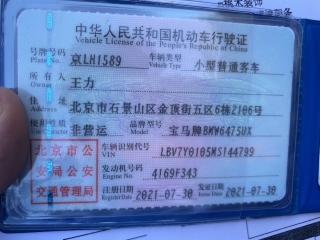 中华人民共和国机动车行驶证
Vehicle License of the People's Republic of China
号牌号码 京LH1589 车辆类型 小型普通客车
Plate No. Vehicle Type
所有人 王力
住址 北京市石景山区金顶街五区6栋2106号
Address
使用性质 非营运 品牌型号 宝马牌BMW6475UX
北京市公 车辆识别代号 LBV7Y0105MS144799
VIN
安局公安 发动机号码 4169F343
Engine No.
交通管理局 注册日期 2021-07-30 发证日期 2021-07-30
Register Date Issue Date